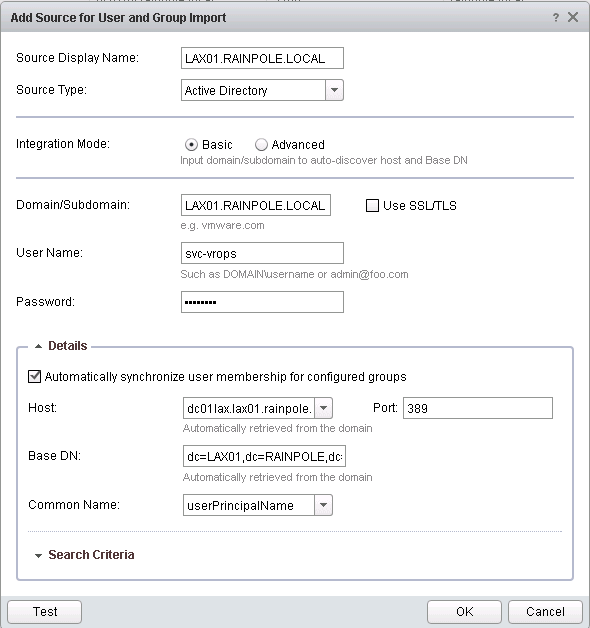 Add Source for User and Group Import ?
Source Display Name: LAX01.RAINPOLE.LOCAL
Source Type: Active Directory
Integration Mode: Basic Advanced
Input domain/subdomain to auto-discover host and Base DN
Domain/Subdomain: LAX01.RAINPOLE.LOCAL Use SSL/TLS
e.g. vmware.com
User Name: svc-vrops
Such as DOMAIN\username or admin@foo.com
Password: ••••••••
Details
Automatically synchronize user membership for configured groups
Host: dc01lax.lax01.rainpole. Port: 389
Automatically retrieved from the domain
Base DN: dc=LAX01,dc=RAINPOLE,dc=
Automatically retrieved from the domain
Common Name: userPrincipalName
Search Criteria
Test OK Cancel